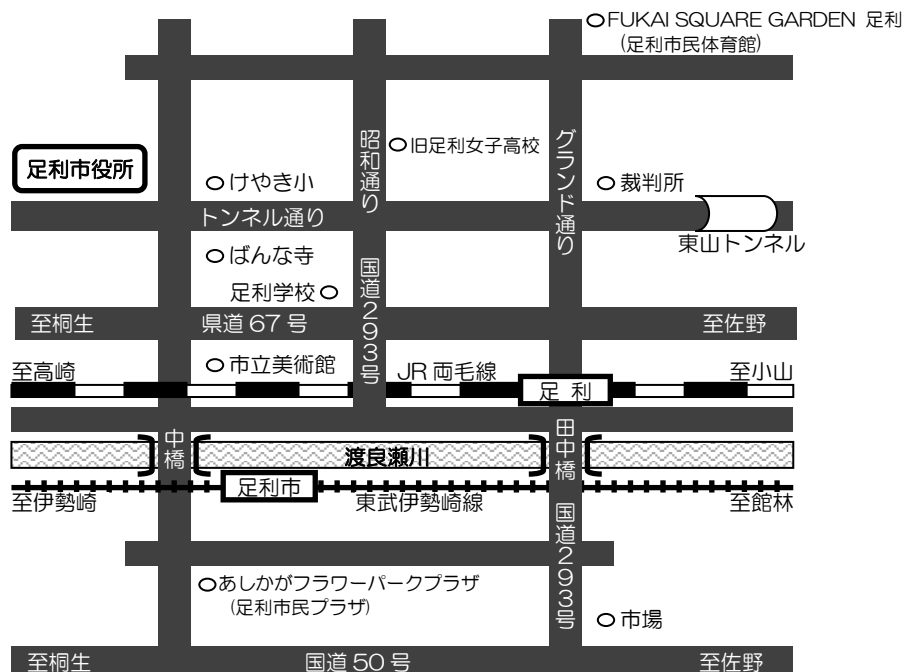 FUKAI SQUARE GARDEN 足利
(足利市民体育館)
昭和通り
旧足利女子高校
グランド通り
足利市役所
けやき小
裁判所
トンネル通り
東山トンネル
ばんな寺
国道293号
足利学校
至桐生
県道67号
至佐野
至高崎
市立美術館
JR両毛線
至小山
足利
中橋
渡良瀬川
田中橋
足利市
至伊勢崎
東武伊勢崎線
至館林
国道293号
あしかがフラワーパークプラザ
(足利市民プラザ)
市場
至桐生
国道50号
至佐野